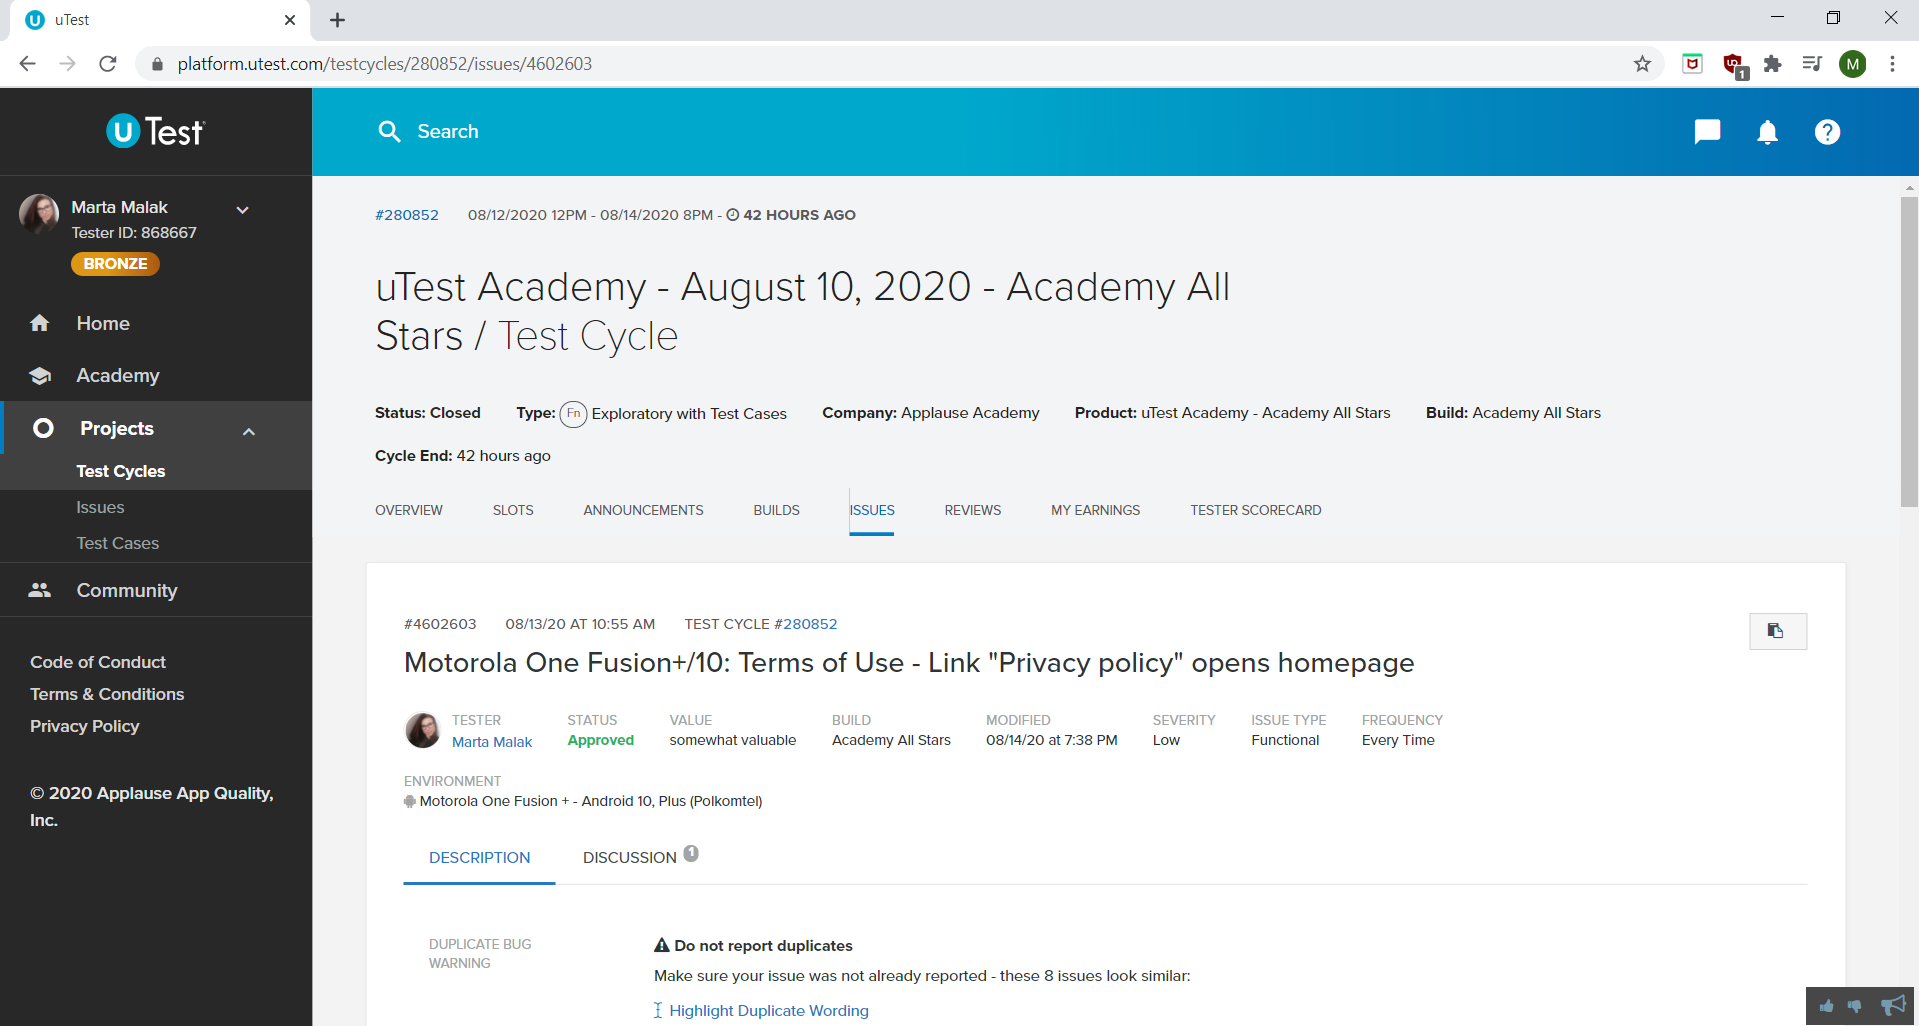 uTest
platform.utest.com/testcycles/280852/issues/4602603
1
M
U Test
Search
Marta Malak
Tester ID: 868667
BRONZE
Home
Academy
Projects
Test Cycles
Issues
Test Cases
Community
Code of Conduct
Terms & Conditions
Privacy Policy
© 2020 Applause App Quality,
Inc.
#280852 08/12/2020 12PM - 08/14/2020 8PM - 42 HOURS AGO
uTest Academy - August 10, 2020 - Academy All
Stars / Test Cycle
Status: Closed Type: Fn Exploratory with Test Cases Company: Applause Academy Product: uTest Academy - Academy All Stars Build: Academy All Stars
Cycle End: 42 hours ago
OVERVIEW SLOTS ANNOUNCEMENTS BUILDS ISSUES REVIEWS MY EARNINGS TESTER SCORECARD
#4602603 08/13/20 AT 10:55 AM TEST CYCLE #280852
Motorola One Fusion+/10: Terms of Use - Link "Privacy policy" opens homepage
TESTER STATUS VALUE BUILD MODIFIED SEVERITY ISSUE TYPE FREQUENCY
Marta Malak Approved somewhat valuable Academy All Stars 08/14/20 at 7:38 PM Low Functional Every Time
ENVIRONMENT
Motorola One Fusion + - Android 10, Plus (Polkomtel)
DESCRIPTION DISCUSSION 1
DUPLICATE BUG
WARNING
Do not report duplicates
Make sure your issue was not already reported - these 8 issues look similar:
Highlight Duplicate Wording